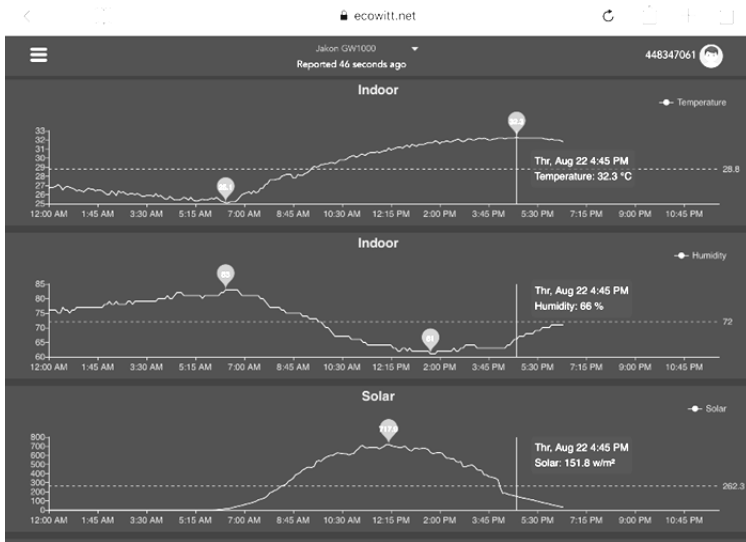 ecowitt.net
Jakon GW1000
Reported 46 seconds ago
448347061
Indoor
Temperature
33
32
31
30
29
28
27
26
25
32.3
25.1
28.8
Thr, Aug 22 4:45 PM
Temperature: 32.3 °C
12:00 AM 1:45 AM 3:30 AM 5:15 AM 7:00 AM 8:45 AM 10:30 AM 12:15 PM 2:00 PM 3:45 PM 5:30 PM 7:15 PM 9:00 PM 10:45 PM
Indoor
Humidity
85
80
75
70
65
60
83
61
72
Thr, Aug 22 4:45 PM
Humidity: 66 %
12:00 AM 1:45 AM 3:30 AM 5:15 AM 7:00 AM 8:45 AM 10:30 AM 12:15 PM 2:00 PM 3:45 PM 5:30 PM 7:15 PM 9:00 PM 10:45 PM
Solar
Solar
800
700
600
500
400
300
200
100
0
262.3
Thr, Aug 22 4:45 PM
Solar: 151.8 w/m²
12:00 AM 1:45 AM 3:30 AM 5:15 AM 7:00 AM 8:45 AM 10:30 AM 12:15 PM 2:00 PM 3:45 PM 5:30 PM 7:15 PM 9:00 PM 10:45 PM